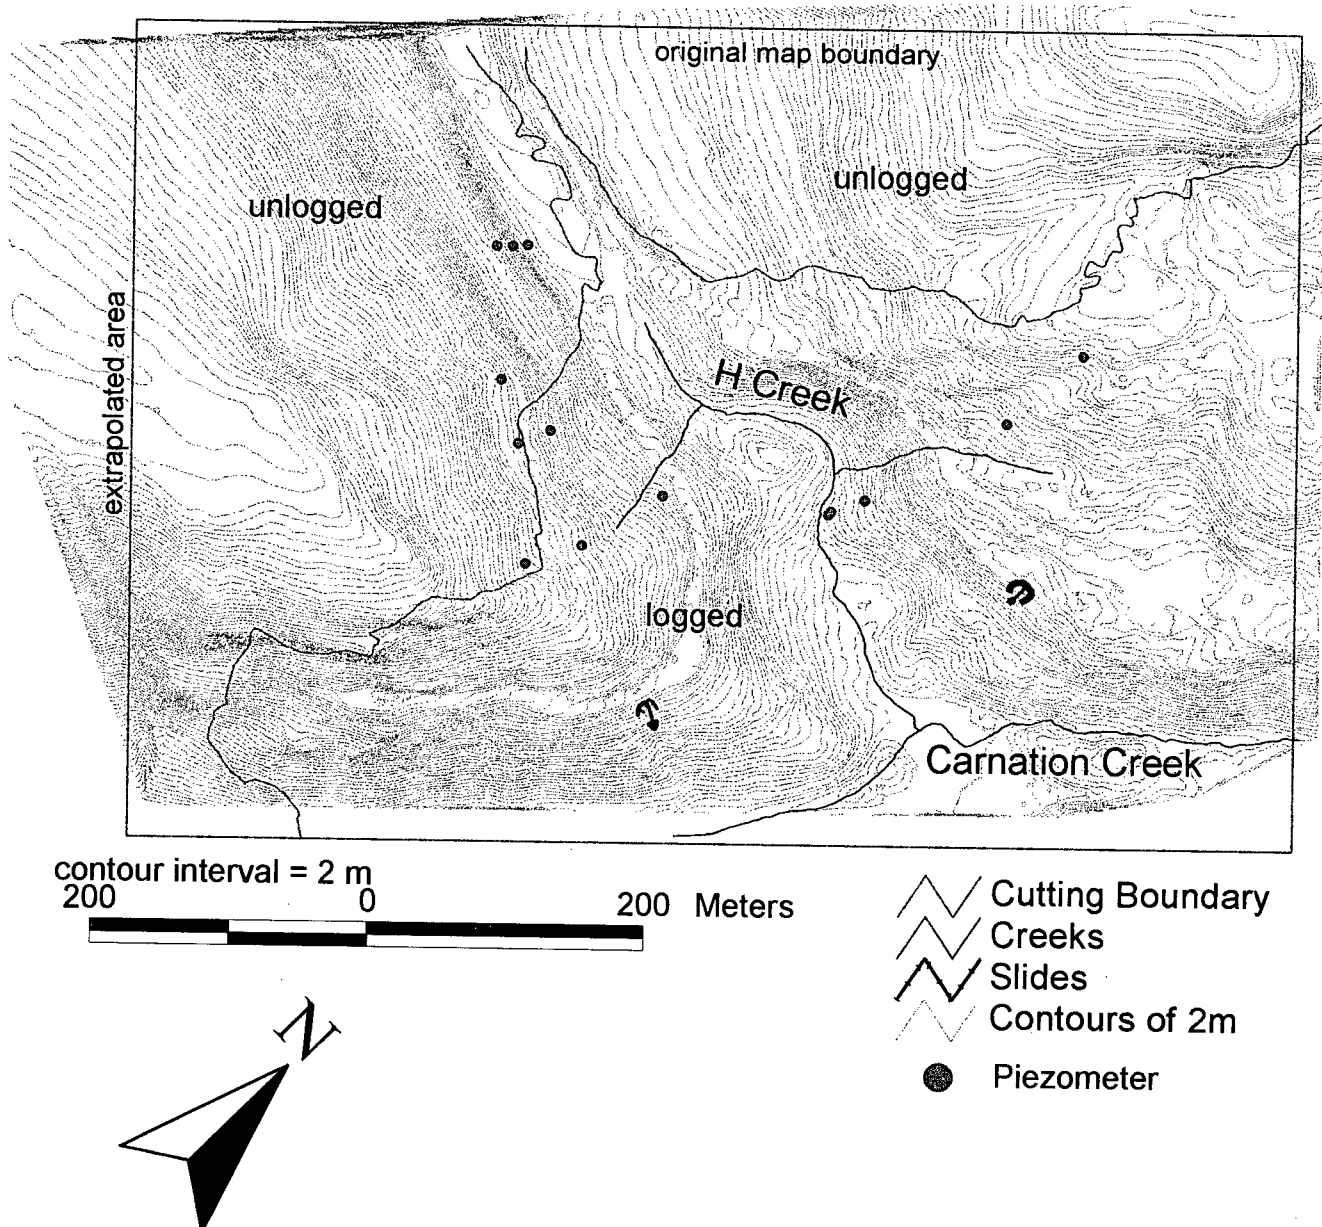 original map boundary
unlogged
unlogged
extrapolated area
H Creek
logged
Carnation Creek
contour interval = 2 m
200 0 200 Meters
Cutting Boundary
Creeks
Slides
Contours of 2m
Piezometer
N